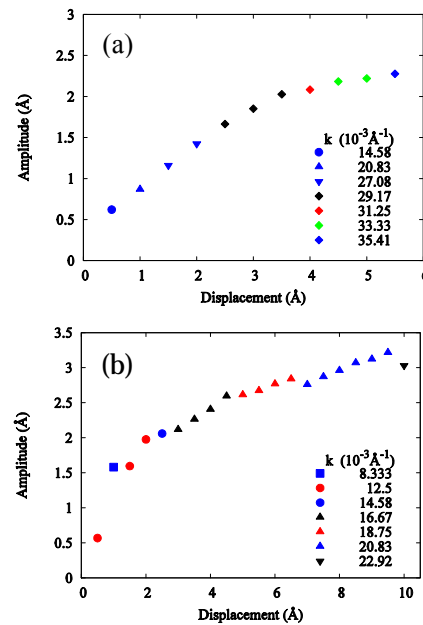 (a)
3
2.5
2
1.5
1
0.5
0
Amplitude (Å)
k (10⁻³Å⁻¹)
14.58
20.83
27.08
29.17
31.25
33.33
35.41
0 1 2 3 4 5 6
Displacement (Å)
(b)
3.5
3
2.5
2
1.5
1
0.5
0
Amplitude (Å)
k (10⁻³Å⁻¹)
8.333
12.5
14.58
16.67
18.75
20.83
22.92
0 2 4 6 8 10
Displacement (Å)